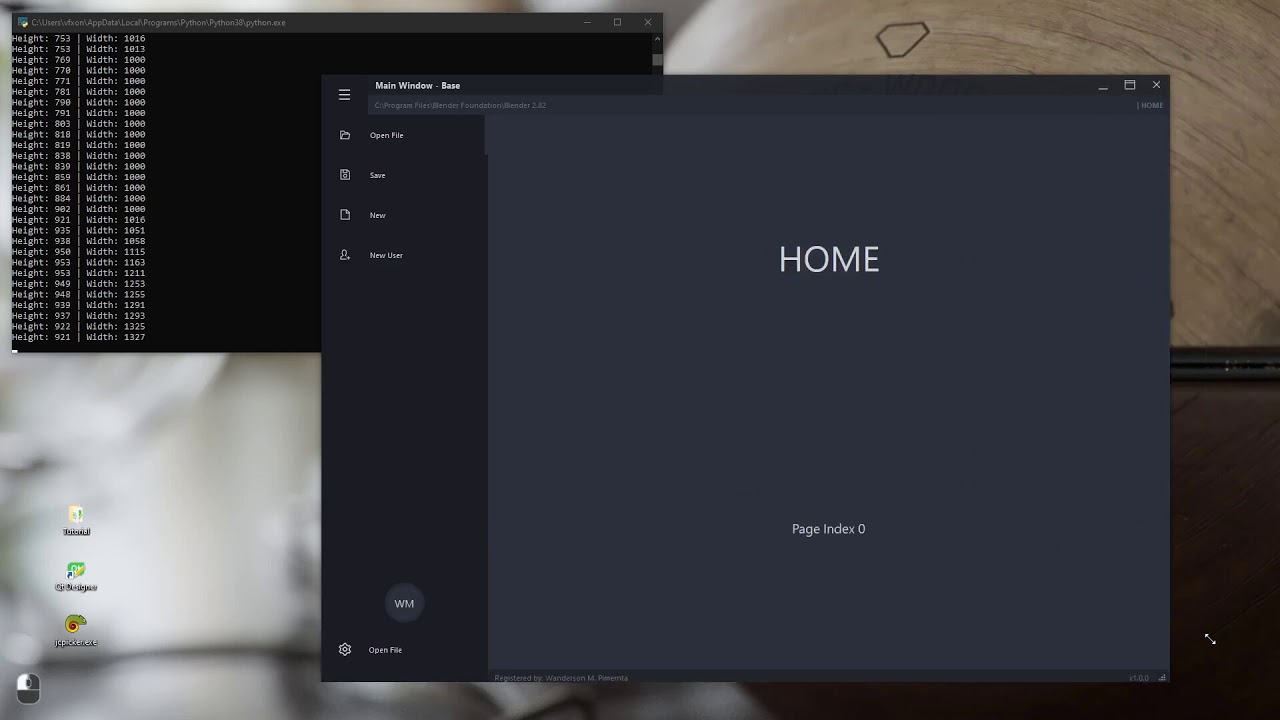 C:\Users\vfxon\AppData\Local\Programs\Python\Python38\python.exe
Height: 753 | Width: 1016
Height: 753 | Width: 1013
Height: 769 | Width: 1000
Height: 770 | Width: 1000
Height: 771 | Width: 1000
Height: 781 | Width: 1000
Height: 790 | Width: 1000
Height: 791 | Width: 1000
Height: 803 | Width: 1000
Height: 818 | Width: 1000
Height: 819 | Width: 1000
Height: 838 | Width: 1000
Height: 839 | Width: 1000
Height: 859 | Width: 1000
Height: 861 | Width: 1000
Height: 884 | Width: 1000
Height: 902 | Width: 1000
Height: 921 | Width: 1016
Height: 935 | Width: 1051
Height: 938 | Width: 1058
Height: 950 | Width: 1115
Height: 953 | Width: 1163
Height: 953 | Width: 1211
Height: 949 | Width: 1253
Height: 948 | Width: 1255
Height: 939 | Width: 1291
Height: 937 | Width: 1293
Height: 922 | Width: 1325
Height: 921 | Width: 1327
Main Window - Base
C:\Program Files\Blender Foundation\Blender 2.82
| HOME
Open File
Save
New
New User
HOME
Page Index 0
WM
Open File
Registered by: Wanderson M. Pimenta
v1.0.0
Tutorial
Qt Designer